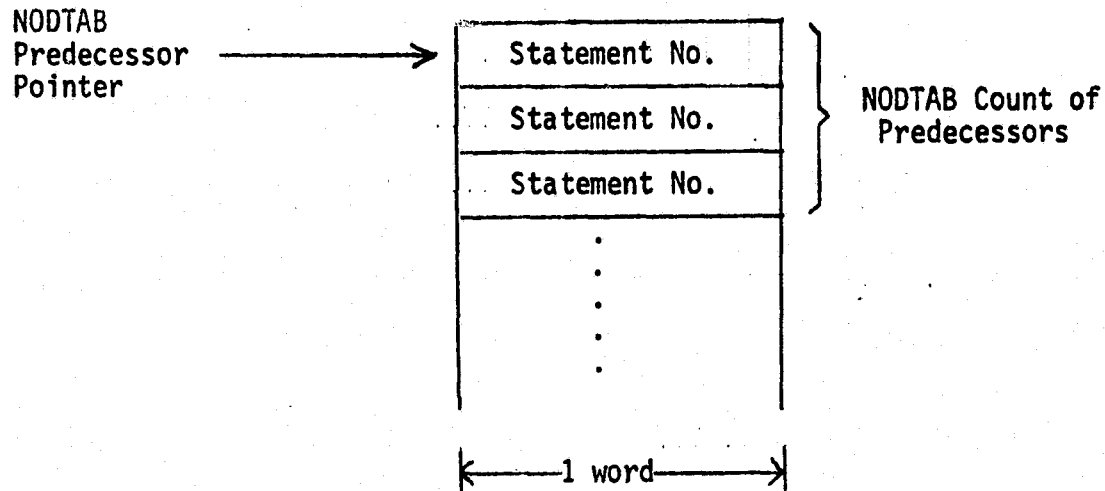 NODTAB
Predecessor
Pointer
Statement No.
Statement No.
Statement No.
NODTAB Count of
Predecessors
1 word